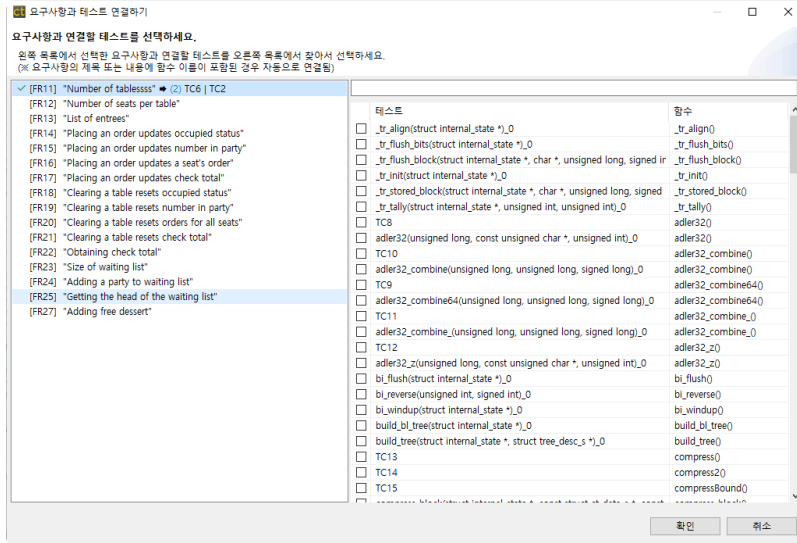 ct 요구사항과 테스트 연결하기
요구사항과 연결할 테스트를 선택하세요.
왼쪽 목록에서 선택한 요구사항과 연결할 테스트를 오른쪽 목록에서 찾아서 선택하세요.
(※ 요구사항의 제목 또는 내용에 함수 이름이 포함된 경우 자동으로 연결됨)
✓ [FR11] "Number of tablessss" ➡ (2) TC6 | TC2
[FR12] "Number of seats per table"
[FR13] "List of entrees"
[FR14] "Placing an order updates occupied status"
[FR15] "Placing an order updates number in party"
[FR16] "Placing an order updates a seat's order"
[FR17] "Placing an order updates check total"
[FR18] "Clearing a table resets occupied status"
[FR19] "Clearing a table resets number in party"
[FR20] "Clearing a table resets orders for all seats"
[FR21] "Clearing a table resets check total"
[FR22] "Obtaining check total"
[FR23] "Size of waiting list"
[FR24] "Adding a party to waiting list"
[FR25] "Getting the head of the waiting list"
[FR27] "Adding free dessert"
테스트 함수
_tr_align(struct internal_state *)_0 _tr_align()
_tr_flush_bits(struct internal_state *)_0 _tr_flush_bits()
_tr_flush_block(struct internal_state *, char *, unsigned long, signed ir _tr_flush_block()
_tr_init(struct internal_state *)_0 _tr_init()
_tr_stored_block(struct internal_state *, char *, unsigned long, signed _tr_stored_block()
_tr_tally(struct internal_state *, unsigned int, unsigned int)_0 _tr_tally()
TC8 adler32()
adler32(unsigned long, const unsigned char *, unsigned int)_0 adler32()
TC10 adler32_combine()
adler32_combine(unsigned long, unsigned long, signed long)_0 adler32_combine()
TC9 adler32_combine64()
adler32_combine64(unsigned long, unsigned long, signed long)_0 adler32_combine64()
TC11 adler32_combine_()
adler32_combine_(unsigned long, unsigned long, signed long)_0 adler32_combine_()
TC12 adler32_z()
adler32_z(unsigned long, const unsigned char *, unsigned int)_0 adler32_z()
bi_flush(struct internal_state *)_0 bi_flush()
bi_reverse(unsigned int, signed int)_0 bi_reverse()
bi_windup(struct internal_state *)_0 bi_windup()
build_bl_tree(struct internal_state *)_0 build_bl_tree()
build_tree(struct internal_state *, struct tree_desc_s *)_0 build_tree()
TC13 compress()
TC14 compress2()
TC15 compressBound()
확인 취소